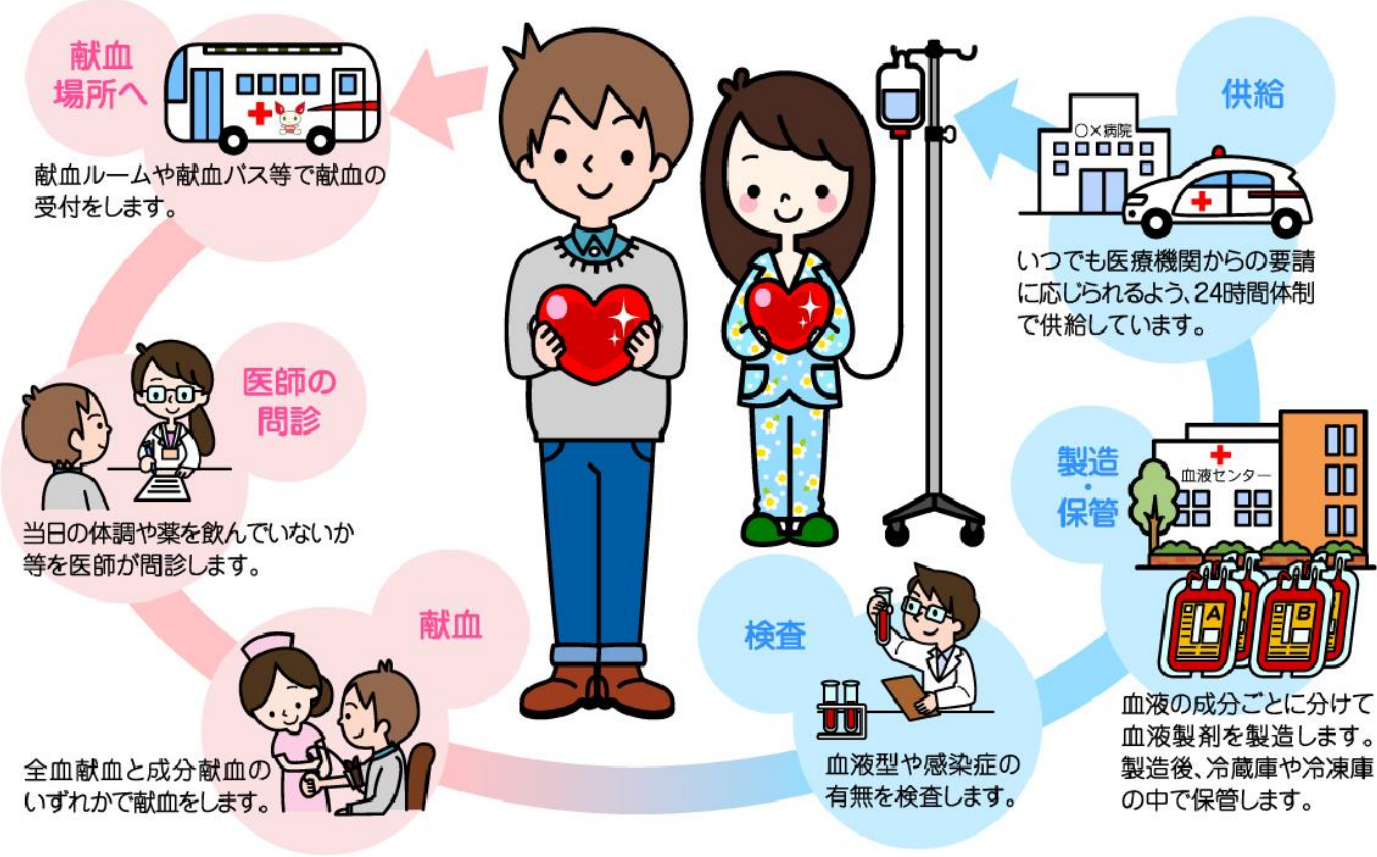 献血
場所へ
献血ルームや献血バス等で献血の
受付をします。
医師の
問診
当日の体調や薬を飲んでいないか
等を医師が問診します。
献血
全血献血と成分献血の
いずれかで献血をします。
検査
血液型や感染症の
有無を検査します。
製造
・
保管
血液センター
A
B
血液の成分ごとに分けて
血液製剤を製造します。
製造後、冷蔵庫や冷凍庫
の中で保管します。
供給
○×病院
いつでも医療機関からの要請
に応じられるよう、24時間体制
で供給しています。